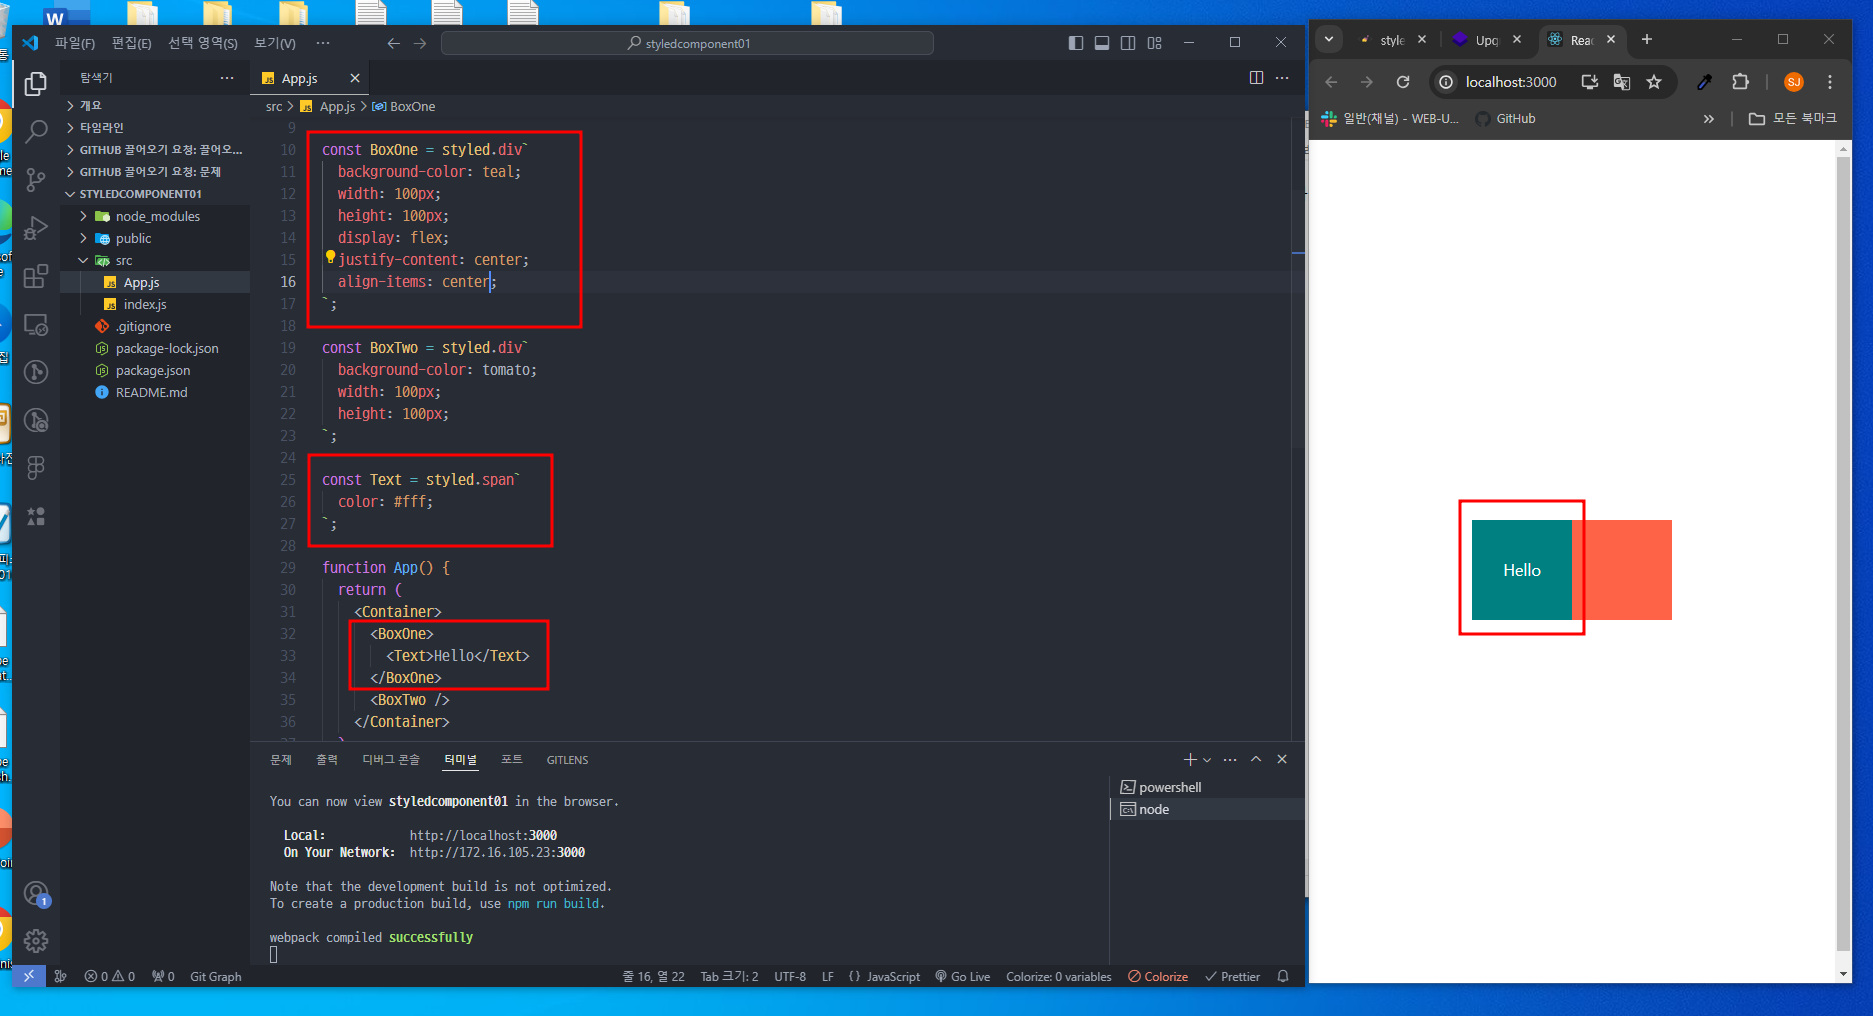 파일(F) 편집(E) 선택 영역(S) 보기(V) ··· styledcomponent01
탐색기
개요
타임라인
GITHUB 끌어오기 요청: 끌어오...
GITHUB 끌어오기 요청: 문제
STYLEDCOMPONENT01
node_modules
public
src
App.js
index.js
.gitignore
package-lock.json
package.json
README.md
App.js
src > App.js > BoxOne
9
10 const BoxOne = styled.div`
11 background-color: teal;
12 width: 100px;
13 height: 100px;
14 display: flex;
15 justify-content: center;
16 align-items: center;
17 `;
18
19 const BoxTwo = styled.div`
20 background-color: tomato;
21 width: 100px;
22 height: 100px;
23 `;
24
25 const Text = styled.span`
26 color: #fff;
27 `;
28
29 function App() {
30 return (
31 <Container>
32 <BoxOne>
33 <Text>Hello</Text>
34 </BoxOne>
35 <BoxTwo />
36 </Container>
문제 출력 디버그 콘솔 터미널 포트 GITLENS
You can now view styledcomponent01 in the browser.
Local: http://localhost:3000
On Your Network: http://172.16.105.23:3000
Note that the development build is not optimized.
To create a production build, use npm run build.
webpack compiled successfully
powershell
node
1
0 0 0 Git Graph
줄 16, 열 22 Tab 크기: 2 UTF-8 LF {} JavaScript Go Live Colorize: 0 variables Colorize Prettier
style Upg Reac
localhost:3000 SJ
일반(채널) - WEB-U... GitHub » 모든 북마크
Hello